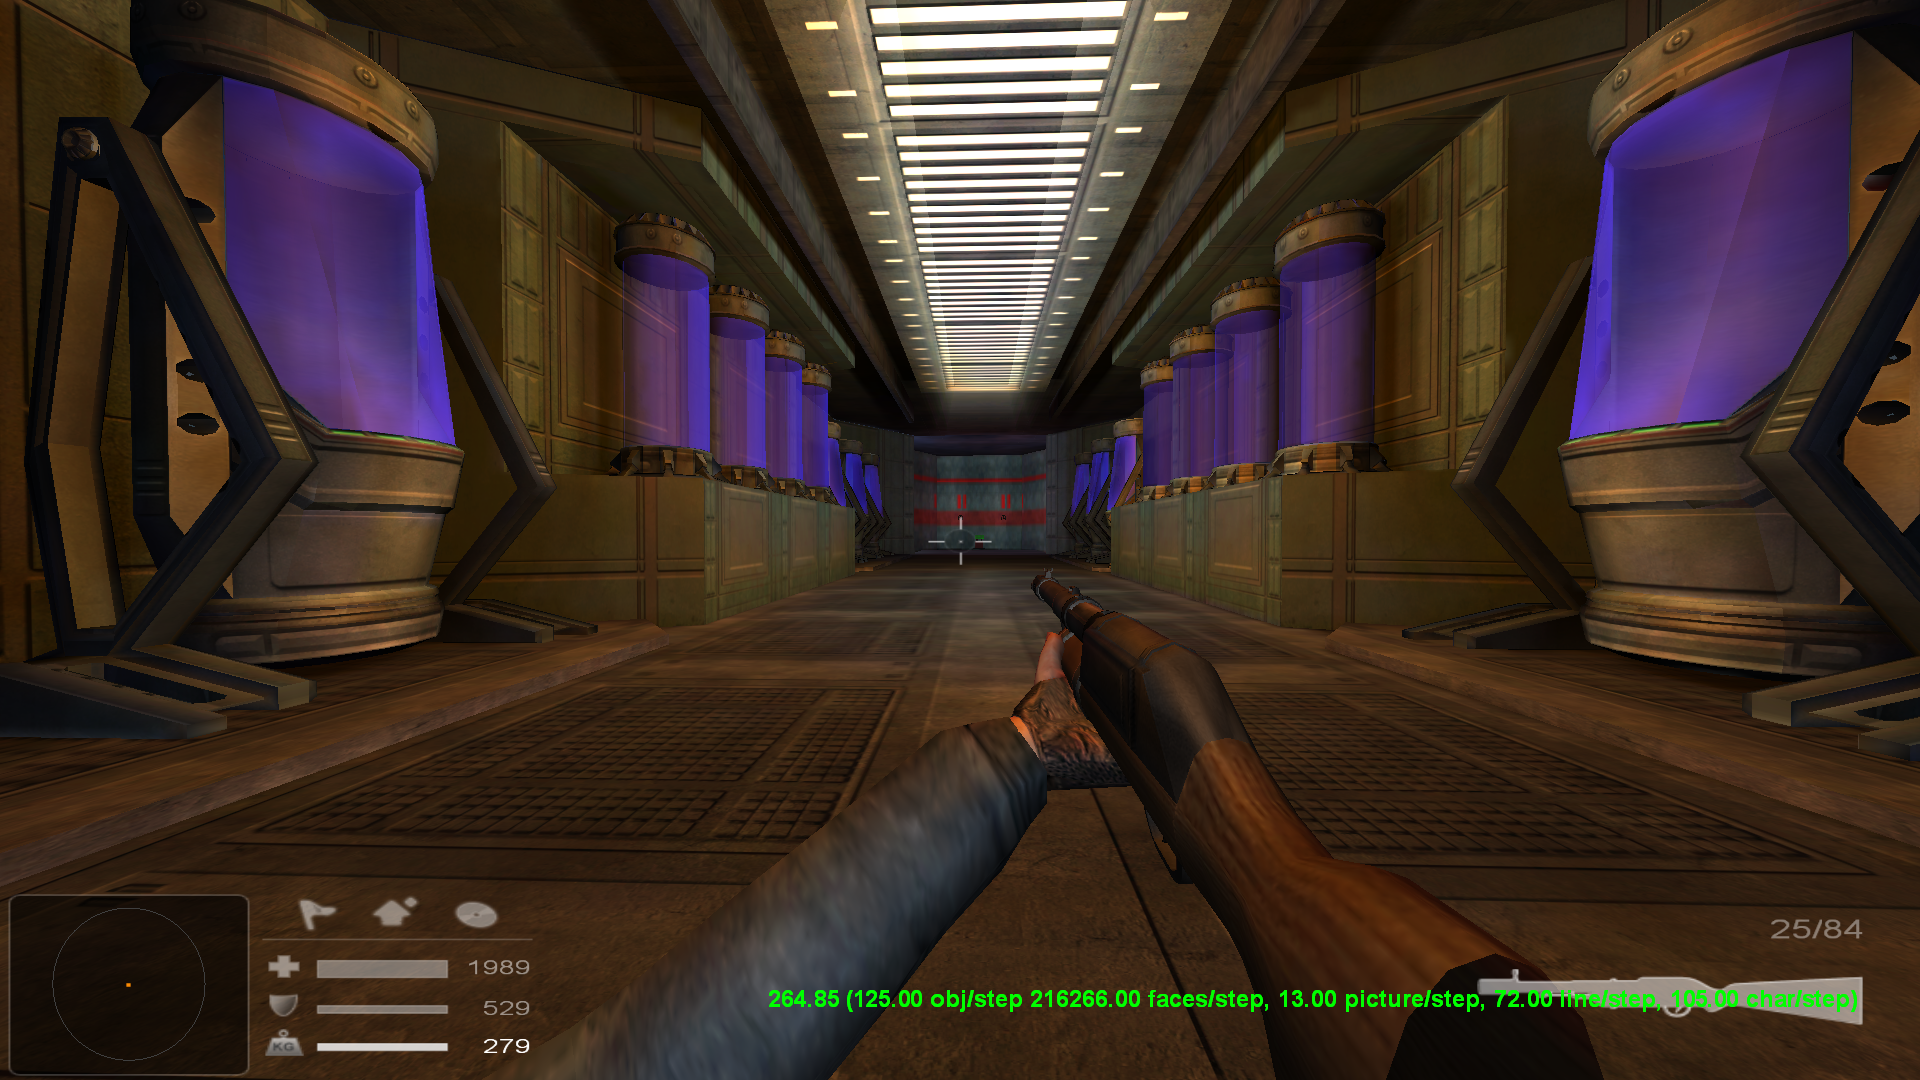 25/84
1989
264.85 (125.00 obj/step 216266.00 faces/step, 13.00 picture/step, 72.00 line/step, 105.00 char/step)
529
KG 279